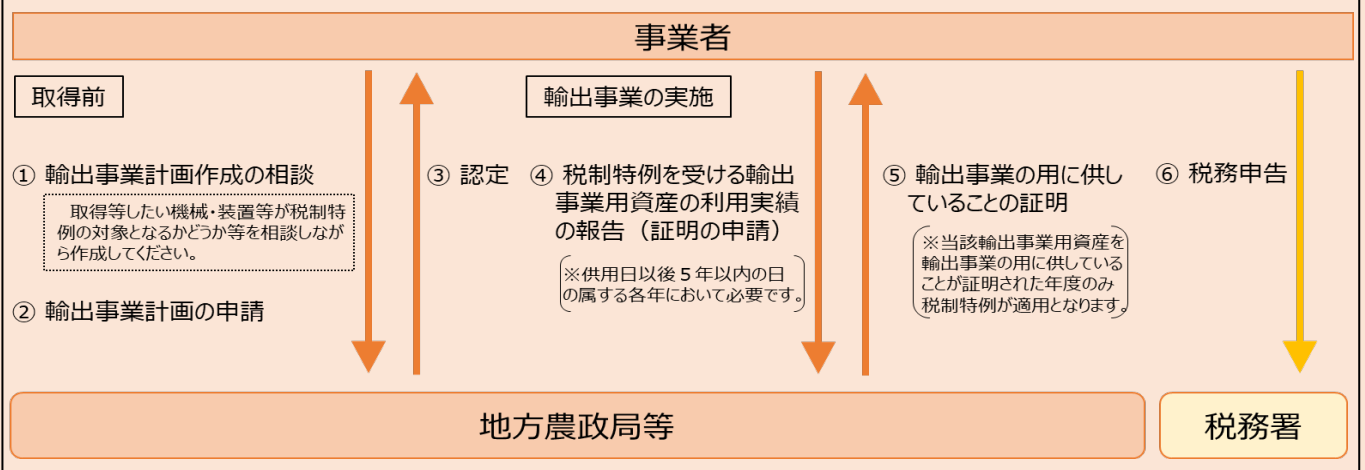 事業者
取得前
① 輸出事業計画作成の相談
取得等したい機械・装置等が税制特
例の対象となるかどうか等を相談しなが
ら作成してください。
② 輸出事業計画の申請
③ 認定
輸出事業の実施
④ 税制特例を受ける輸出
事業用資産の利用実績
の報告（証明の申請）
※供用日以後５年以内の日
の属する各年において必要です。
⑤ 輸出事業の用に供し
ていることの証明
※当該輸出事業用資産を
輸出事業の用に供している
ことが証明された年度のみ
税制特例が適用となります。
⑥ 税務申告
地方農政局等
税務署